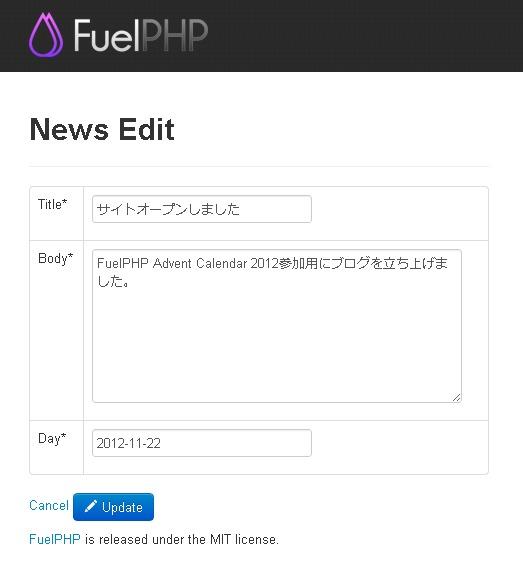 FuelPHP
News Edit
Title*
サイトオープンしました
Body*
FuelPHP Advent Calendar 2012参加用にブログを立ち上げま
した。
Day*
2012-11-22
Cancel Update
FuelPHP is released under the MIT license.